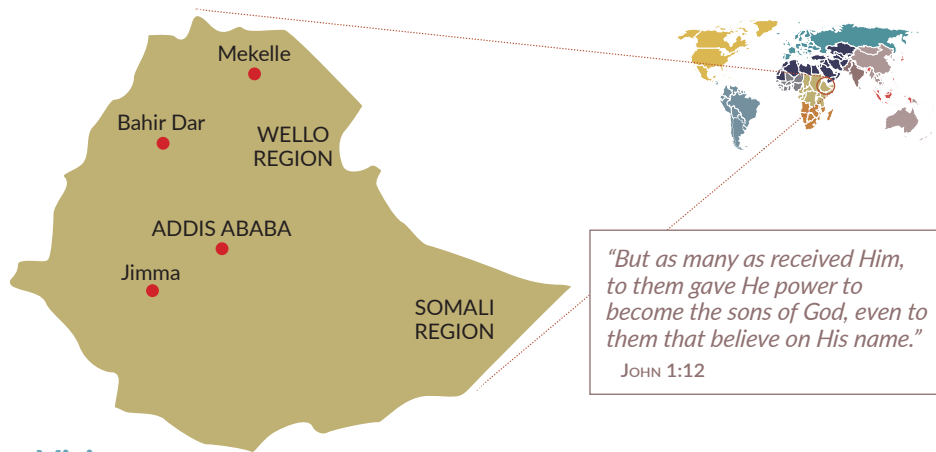 Mekelle
Bahir Dar
WELLO
REGION
ADDIS ABABA
Jimma
SOMALI
REGION
“But as many as received Him,
to them gave He power to
become the sons of God, even to
them that believe on His name.”
John 1:12